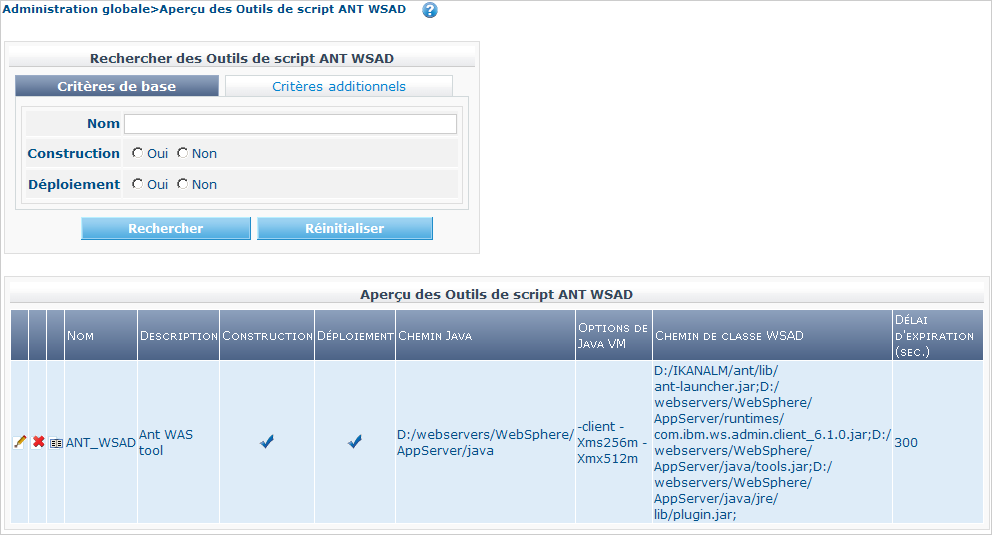 Administration globale>Aperçu des Outils de script ANT WSAD ?
Rechercher des Outils de script ANT WSAD
Critères de base Critères additionnels
Nom
Construction Oui Non
Déploiement Oui Non
Rechercher Réinitialiser
Aperçu des Outils de script ANT WSAD
Nom Description Construction Déploiement Chemin Java Options de Java VM Chemin de classe WSAD Délai d'expiration (sec.)
ANT_WSAD
Ant WAS
tool
D:/webservers/WebSphere/
AppServer/java
-client -
Xms256m -
Xmx512m
D:/IKANALM/ant/lib/
ant-launcher.jar;D:/
webservers/WebSphere/
AppServer/runtimes/
com.ibm.ws.admin.client_6.1.0.jar;D:/
webservers/WebSphere/
AppServer/java/tools.jar;D:/
webservers/WebSphere/
AppServer/java/jre/
lib/plugin.jar;
300